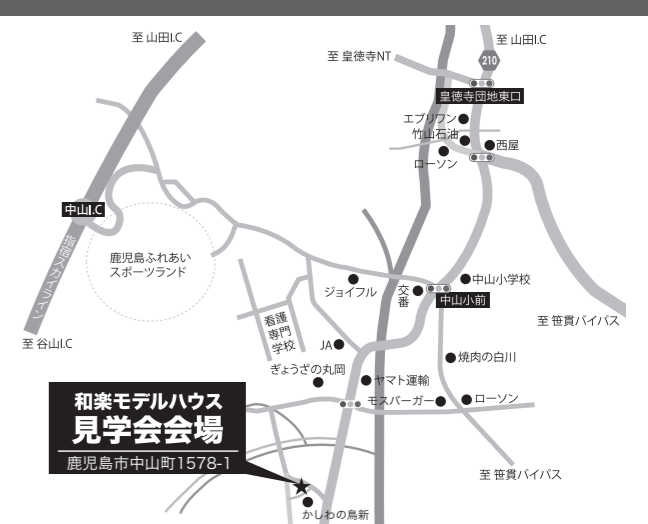 至 山田I.C
至 山田I.C
至 皇徳寺NT
210
皇徳寺団地東口
エブリワン
竹山石油
西屋
ローソン
中山I.C
指宿スカイライン
鹿児島ふれあい
スポーツランド
ジョイフル
交番
中山小学校
中山小前
至 笹貫バイパス
看護
専門
学校
至 谷山I.C
JA
焼肉の白川
ぎょうざの丸岡
ヤマト運輸
モスバーガー
ローソン
和楽モデルハウス
見学会会場
鹿児島市中山町1578-1
至 笹貫バイパス
かしわの鳥新